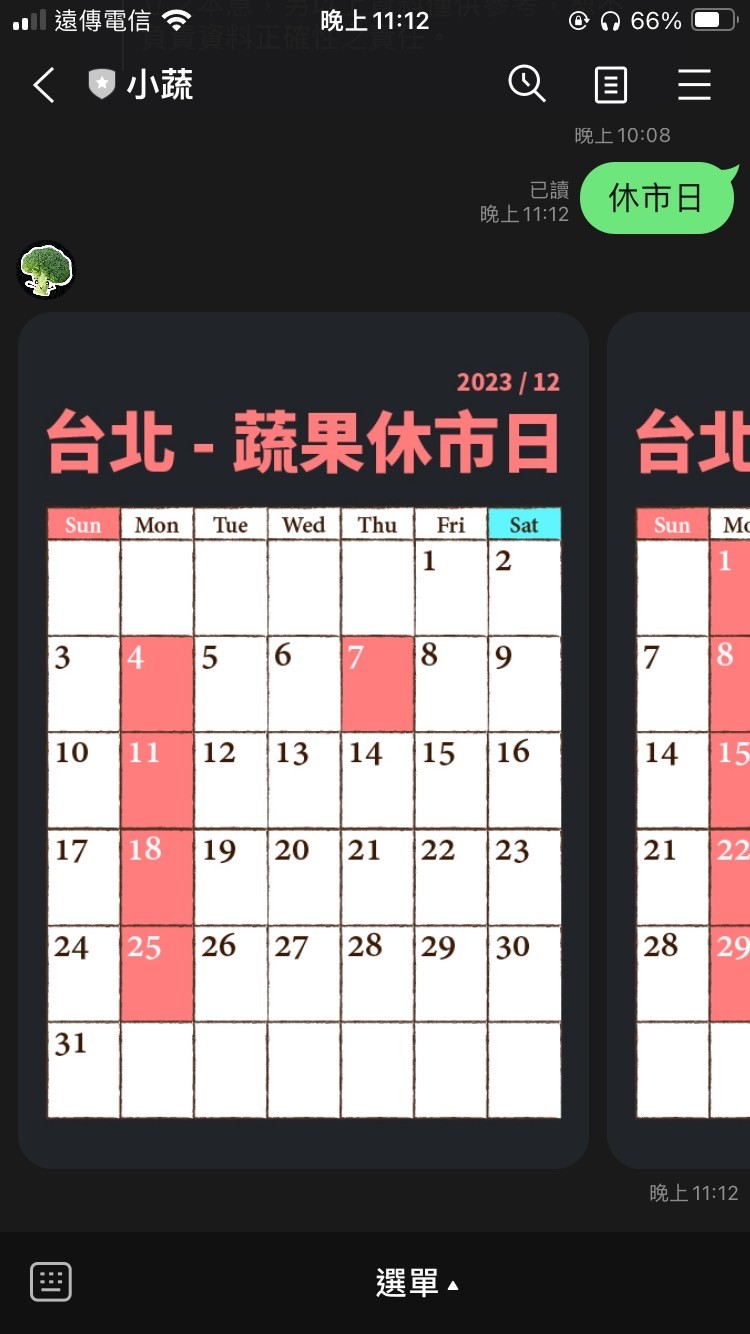 遠傳電信 晚上11:12 66%
小蔬
晚上10:08
已讀
晚上11:12
休市日
2023 / 12
台北 - 蔬果休市日
Sun Mon Tue Wed Thu Fri Sat
1 2
3 4 5 6 7 8 9
10 11 12 13 14 15 16
17 18 19 20 21 22 23
24 25 26 27 28 29 30
31
台北
Sun
1
7 8
14 15
21 22
28 29
晚上11:12
選單